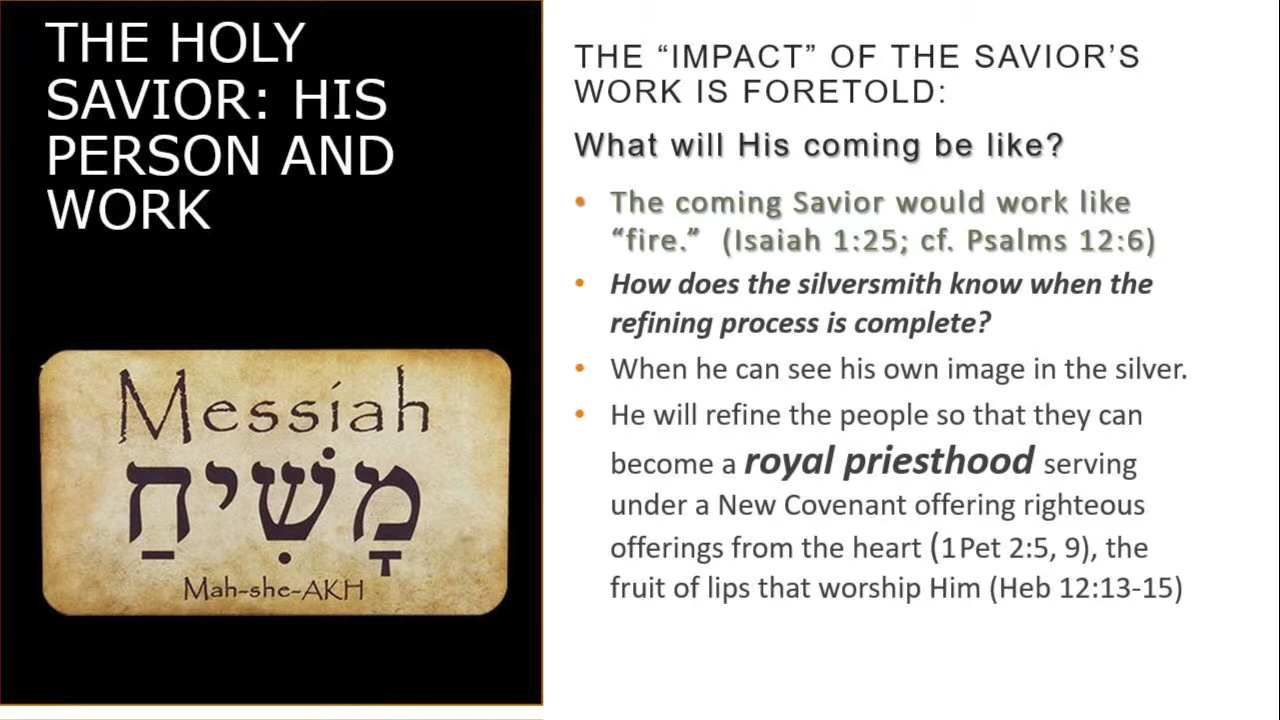 THE HOLY
SAVIOR: HIS
PERSON AND
WORK
Messiah
מָשִׁיחַ
Mah-she-AKH
THE “IMPACT” OF THE SAVIOR’S
WORK IS FORETOLD:
What will His coming be like?
• The coming Savior would work like
“fire.” (Isaiah 1:25; cf. Psalms 12:6)
• How does the silversmith know when the
refining process is complete?
• When he can see his own image in the silver.
• He will refine the people so that they can
become a royal priesthood serving
under a New Covenant offering righteous
offerings from the heart (1Pet 2:5, 9), the
fruit of lips that worship Him (Heb 12:13-15)